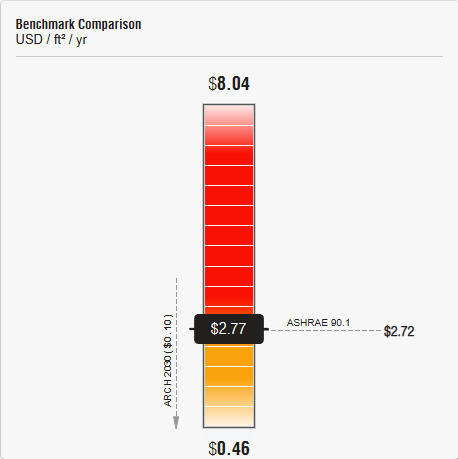 Benchmark Comparison
USD / ft² / yr
$8.04
ARCH 2030 ( $0.10 )
$2.77
ASHRAE 90.1
$2.72
$0.46